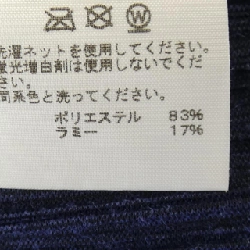 洗濯ネットを使用してください。
蛍光増白剤は使用しないでくだ
さい。
同系色と洗ってください。
ポリエステル 83%
ラミー 17%